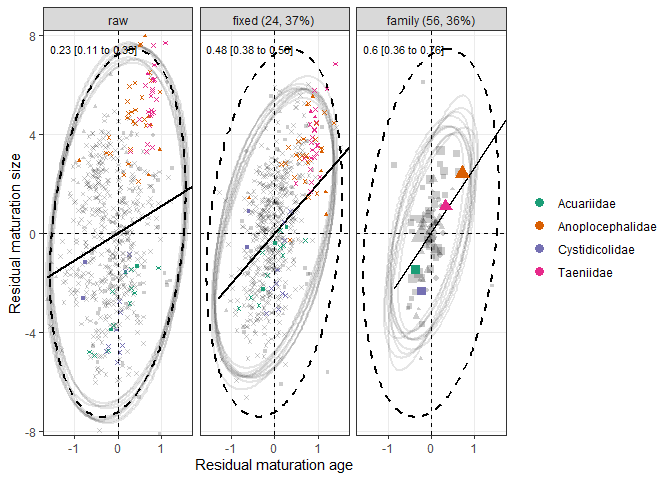 raw
fixed (24, 37%)
family (56, 36%)
0.23 [0.11 to 0.35]
0.48 [0.38 to 0.56]
0.6 [0.36 to 0.76]
8
4
0
-4
-8
Residual maturation size
-1 0 1
-1 0 1
-1 0 1
Residual maturation age
Acuariidae
Anoplocephalidae
Cystidicolidae
Taeniidae